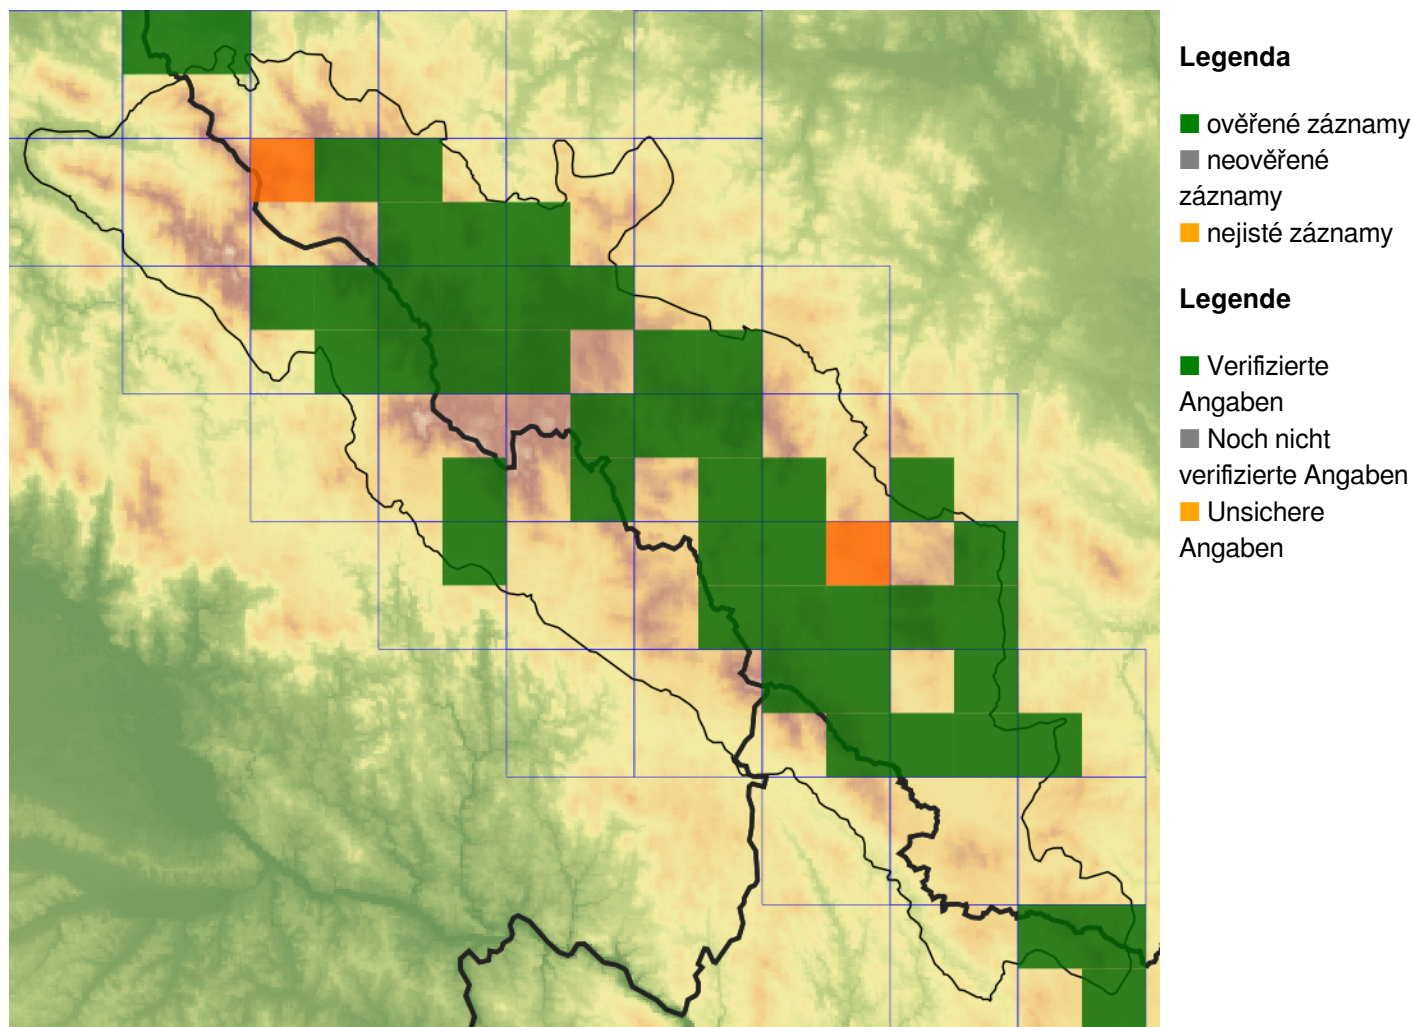 Legenda
ověřené záznamy
neověřené
záznamy
nejisté záznamy
Legende
Verifizierte
Angaben
Noch nicht
verifizierte Angaben
Unsichere
Angaben